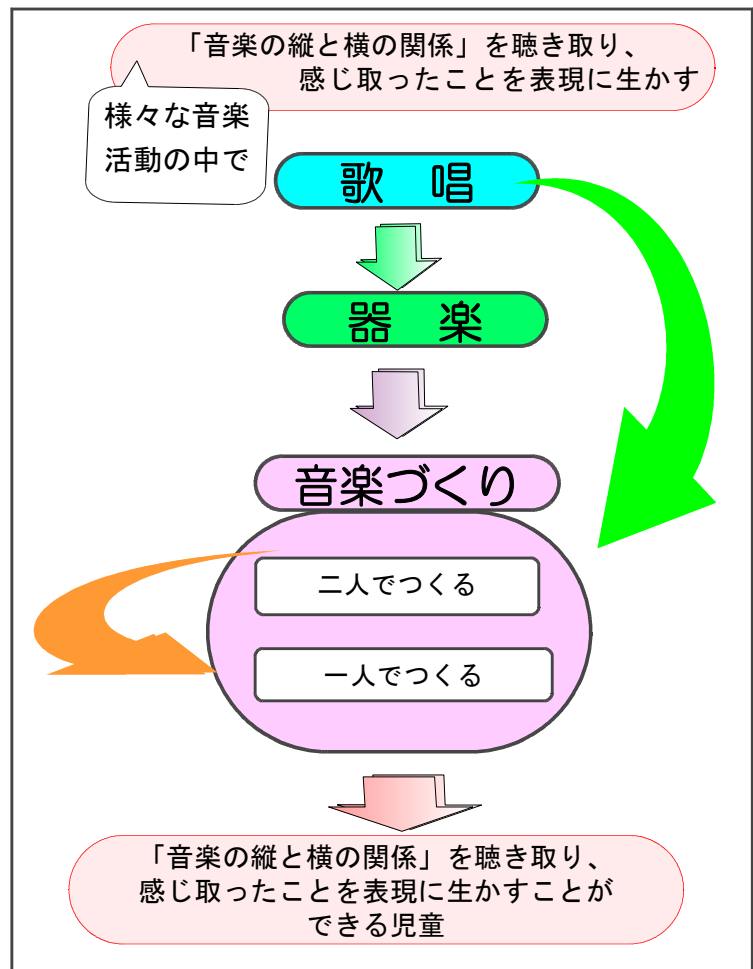 「音楽の縦と横の関係」を聴き取り、
感じ取ったことを表現に生かす
様々な音楽
活動の中で
歌　唱
器　楽
音楽づくり
二人でつくる
一人でつくる
「音楽の縦と横の関係」を聴き取り、
感じ取ったことを表現に生かすことが
できる児童